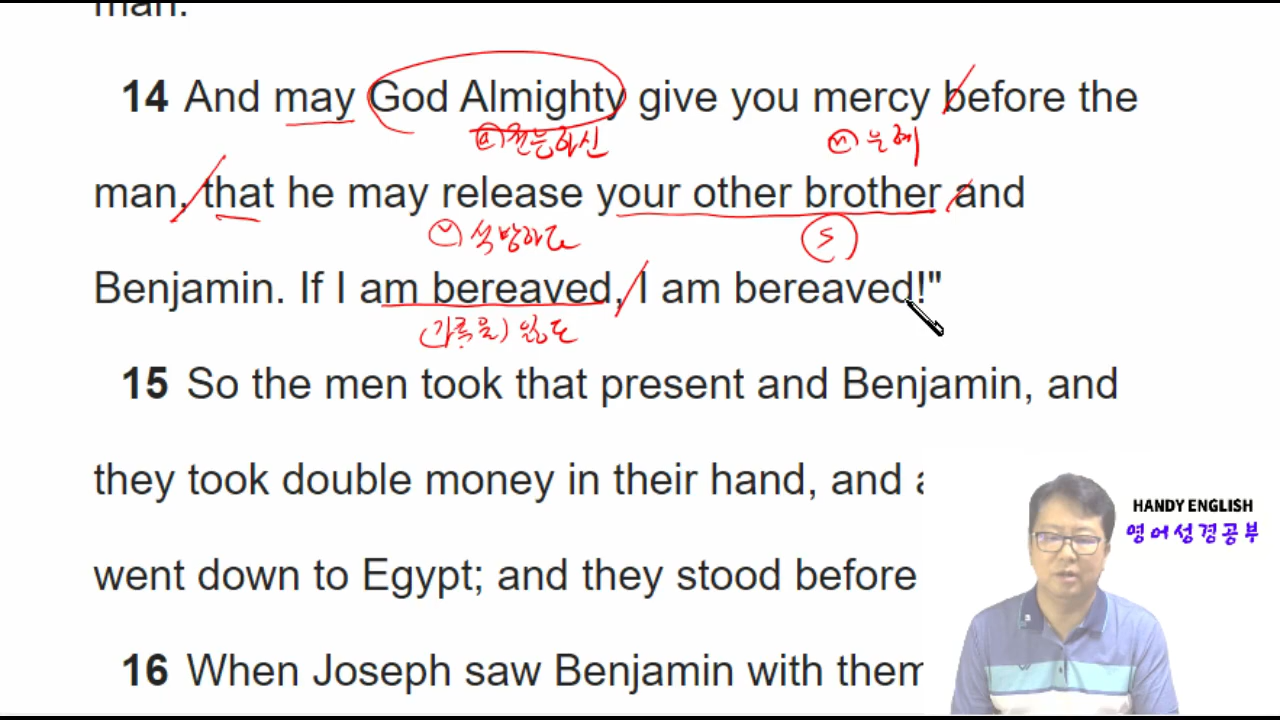 man.
14 And may God Almighty give you mercy before the
ⓐ전능하신 ⓝ은혜
man, that he may release your other brother and
ⓥ석방하다 S
Benjamin. If I am bereaved, I am bereaved!"
(가족을) 잃다
15 So the men took that present and Benjamin, and
they took double money in their hand, and
HANDY ENGLISH
영어성경공부
went down to Egypt; and they stood before
16 When Joseph saw Benjamin with them